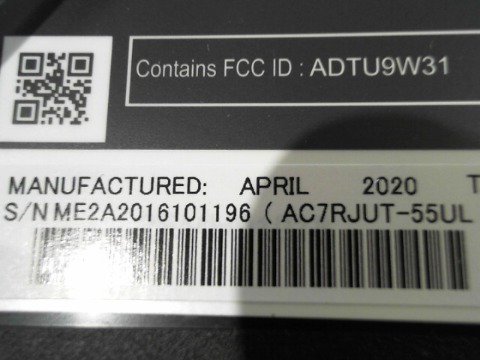 Contains FCC ID : ADTU9W31
MANUFACTURED: APRIL 2020 T
S/N ME2A2016101196 ( AC7RJUT-55UL